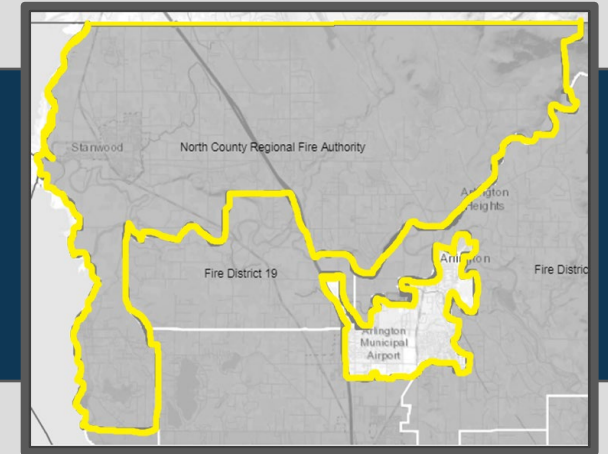 Stanwood
North County Regional Fire Authority
Arlington
Heights
Arlington
Fire District 19
Fire Distric
Arlington
Municipal
Airport